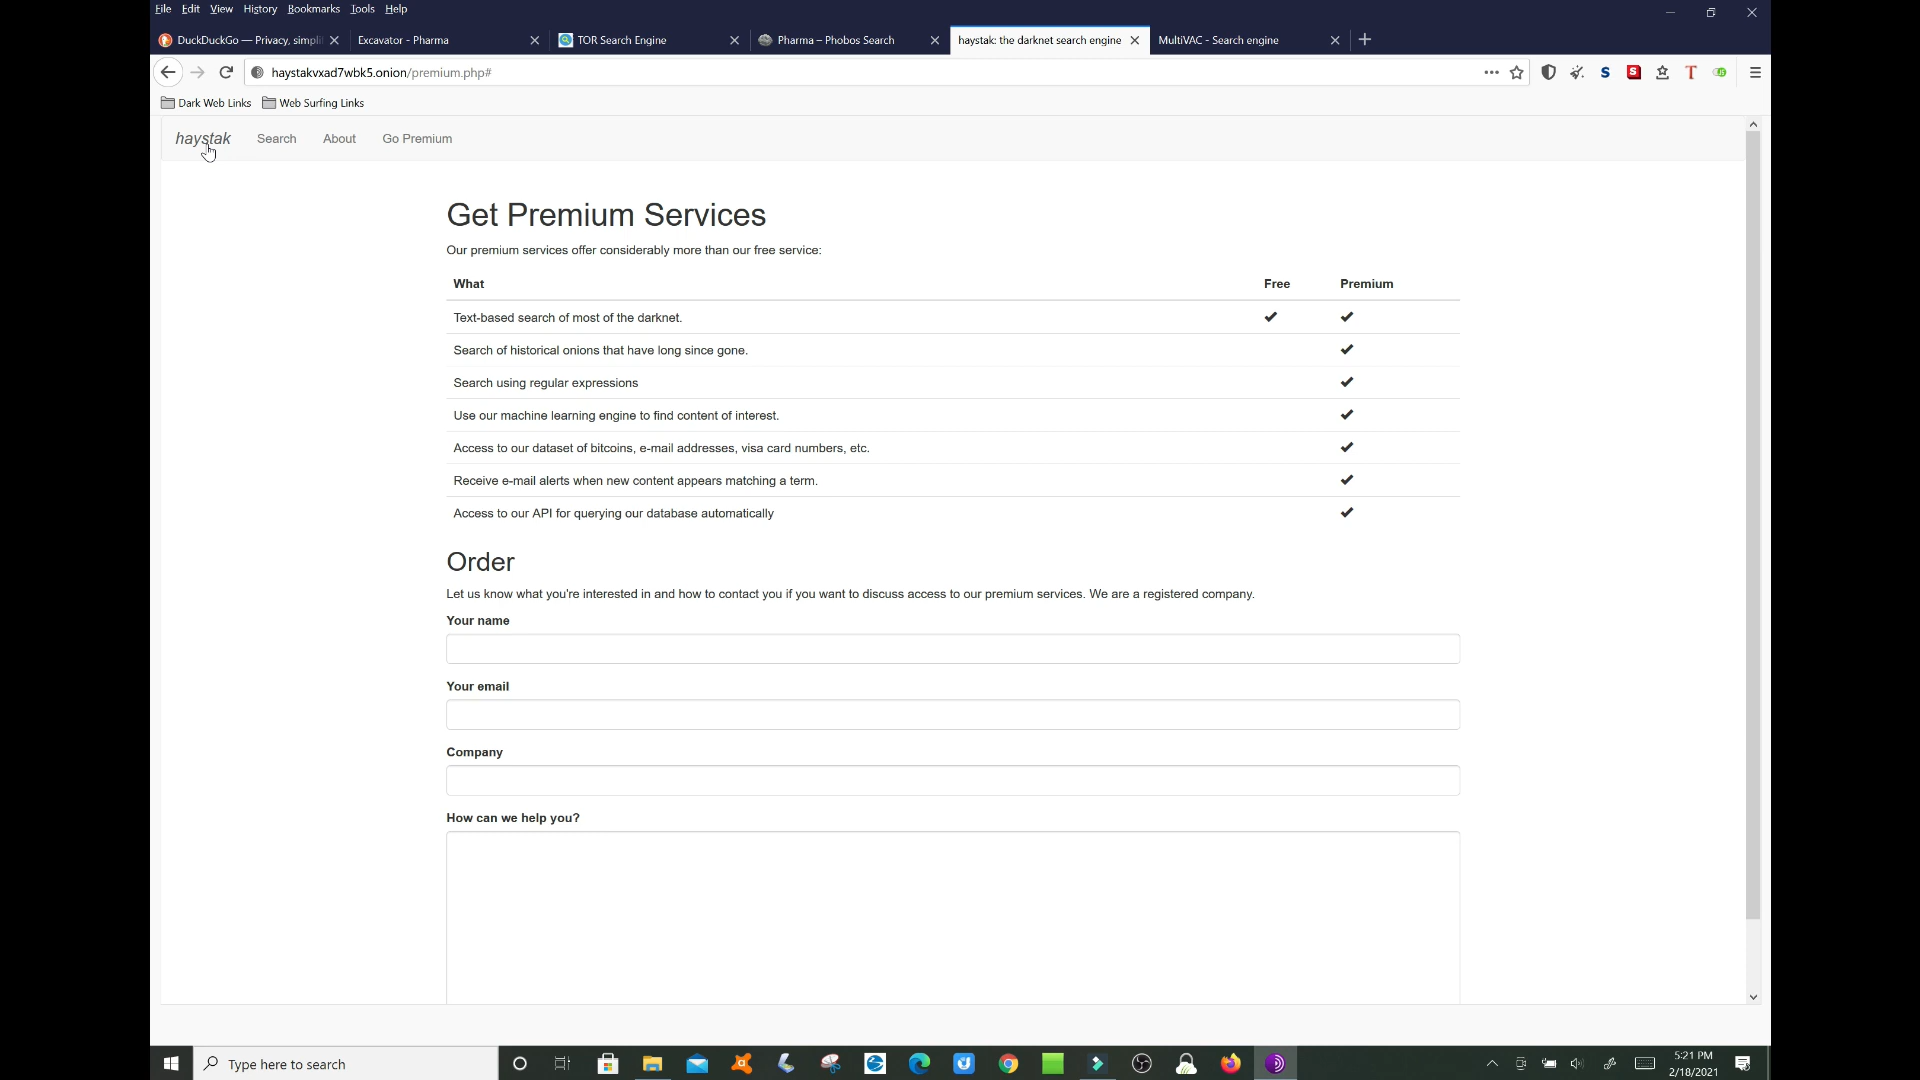 File Edit View History Bookmarks Tools Help
DuckDuckGo — Privacy, simpli Excavator - Pharma TOR Search Engine Pharma – Phobos Search haystak: the darknet search engine MultiVAC - Search engine
haystakvxad7wbk5.onion/premium.php#
Dark Web Links Web Surfing Links
haystak Search About Go Premium
Get Premium Services
Our premium services offer considerably more than our free service:
What Free Premium
Text-based search of most of the darknet.
Search of historical onions that have long since gone.
Search using regular expressions
Use our machine learning engine to find content of interest.
Access to our dataset of bitcoins, e-mail addresses, visa card numbers, etc.
Receive e-mail alerts when new content appears matching a term.
Access to our API for querying our database automatically
Order
Let us know what you're interested in and how to contact you if you want to discuss access to our premium services. We are a registered company.
Your name
Your email
Company
How can we help you?
Type here to search
5:21 PM
2/18/2021